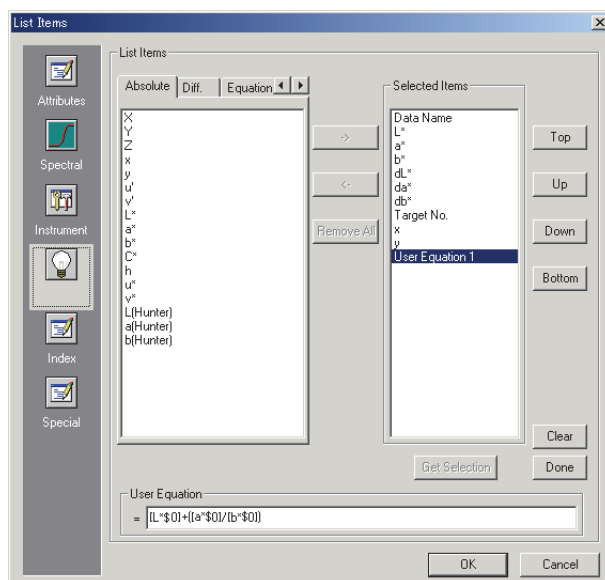 List Items
Attributes
Spectral
Instrument
Index
Special
List Items
Absolute Diff. Equation
X
Y
Z
x
y
u'
v'
L*
a*
b*
C*
h
u*
v*
L(Hunter)
a(Hunter)
b(Hunter)
->
<-
Remove All
Selected Items
Data Name
L*
a*
b*
dL*
da*
db*
Target No.
x
y
User Equation 1
Top
Up
Down
Bottom
Clear
Get Selection Done
User Equation
= [L*$0]+([a*$0]/[b*$0])
OK Cancel